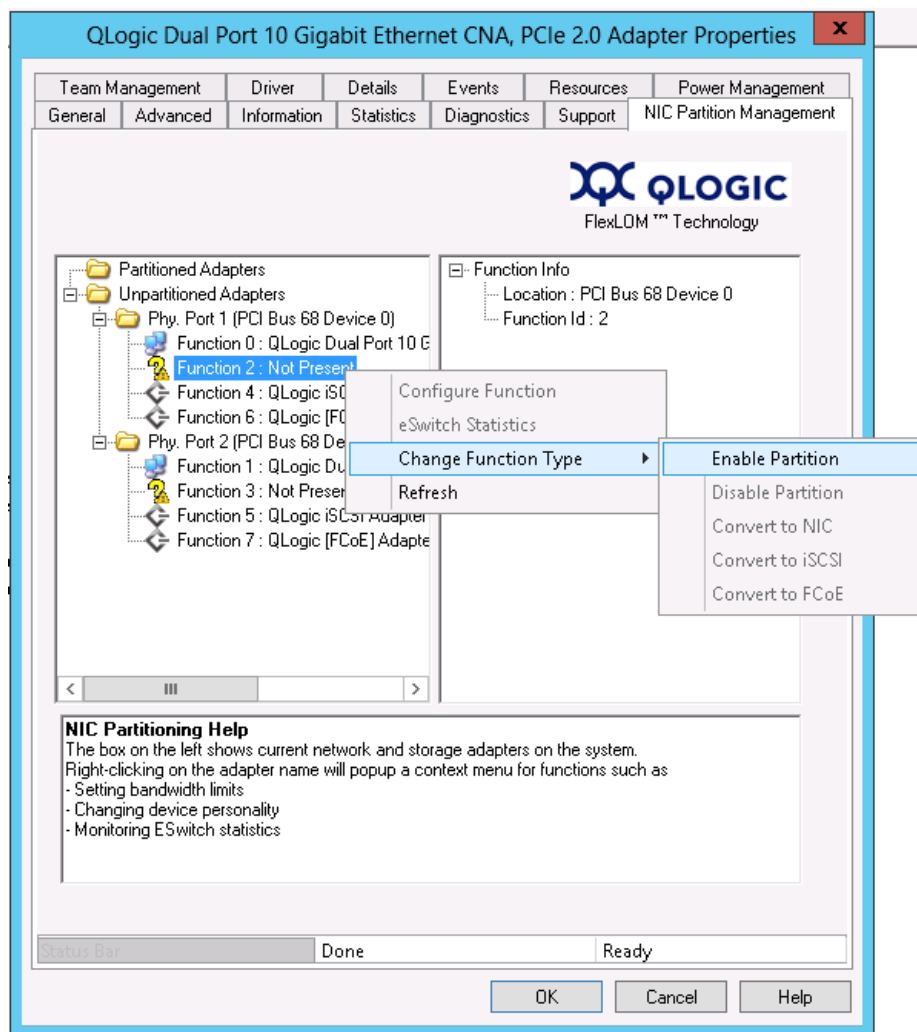 QLogic Dual Port 10 Gigabit Ethernet CNA, PCIe 2.0 Adapter Properties
x
Team Management Driver Details Events Resources Power Management
General Advanced Information Statistics Diagnostics Support NIC Partition Management
QLOGIC
FlexLOM ™ Technology
Partitioned Adapters
Unpartitioned Adapters
Phy. Port 1 (PCI Bus 68 Device 0)
Function 0 : QLogic Dual Port 10 G
Function 2 : Not Present
Function 4 : QLogic iSC
Function 6 : QLogic [FC
Phy. Port 2 (PCI Bus 68 De
Function 1 : QLogic Du
Function 3 : Not Preser
Function 5 : QLogic iSCSI Adapter
Function 7 : QLogic [FCoE] Adapte
Function Info
Location : PCI Bus 68 Device 0
Function Id : 2
Configure Function
eSwitch Statistics
Change Function Type
Refresh
Enable Partition
Disable Partition
Convert to NIC
Convert to iSCSI
Convert to FCoE
NIC Partitioning Help
The box on the left shows current network and storage adapters on the system.
Right-clicking on the adapter name will popup a context menu for functions such as
- Setting bandwidth limits
- Changing device personality
- Monitoring ESwitch statistics
Status Bar Done Ready
OK Cancel Help